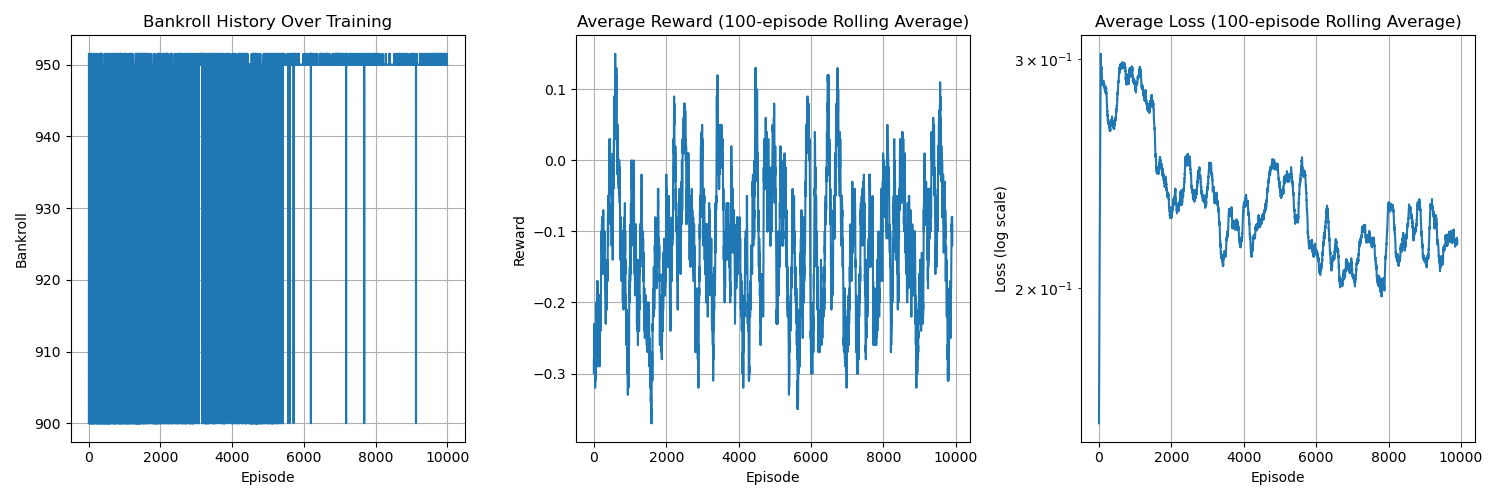 Bankroll History Over Training
950
940
930
920
910
900
Bankroll
0
2000
4000
6000
8000
10000
Episode
Average Reward (100-episode Rolling Average)
0.1
0.0
−0.1
−0.2
−0.3
Reward
0
2000
4000
6000
8000
10000
Episode
Average Loss (100-episode Rolling Average)
3 × 10⁻¹
2 × 10⁻¹
Loss (log scale)
0
2000
4000
6000
8000
10000
Episode